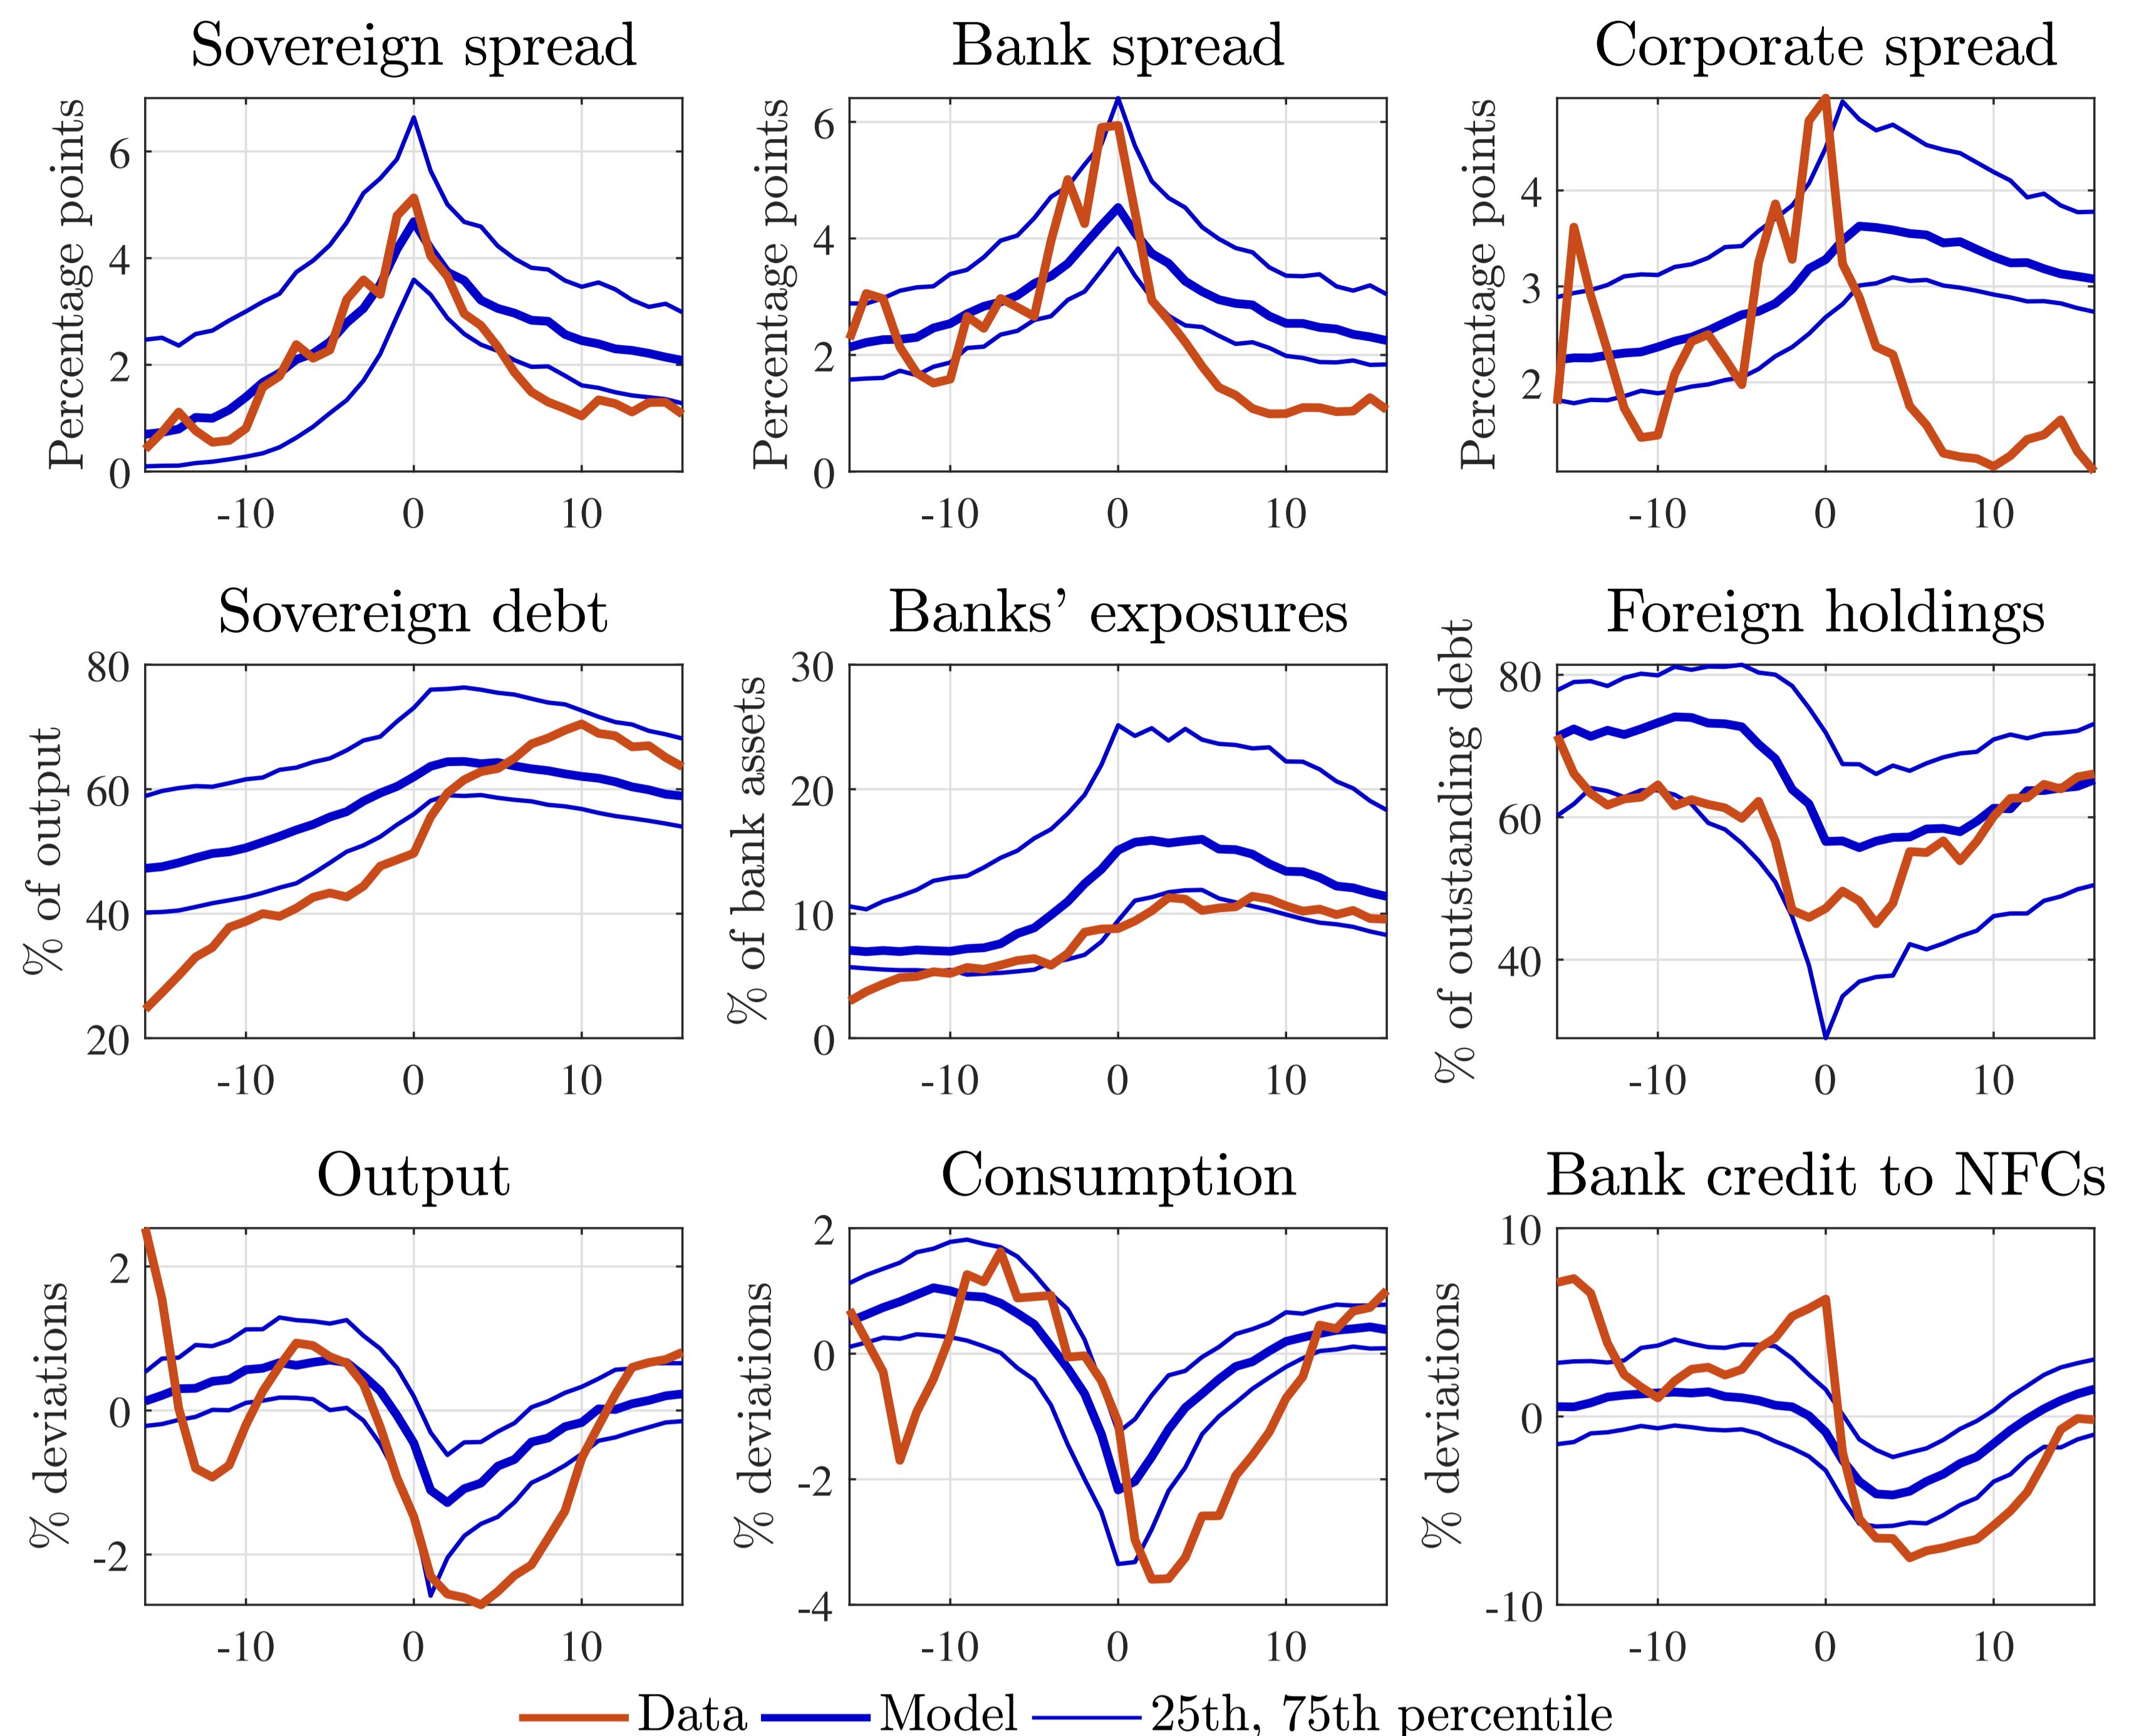 Sovereign spread
Percentage points
6
4
2
0
-10 0 10
Bank spread
Percentage points
6
4
2
0
-10 0 10
Corporate spread
Percentage points
4
3
2
-10 0 10
Sovereign debt
% of output
80
60
40
20
-10 0 10
Banks’ exposures
% of bank assets
30
20
10
0
-10 0 10
Foreign holdings
% of outstanding debt
80
60
40
-10 0 10
Output
% deviations
2
0
-2
-10 0 10
Consumption
% deviations
2
0
-2
-4
-10 0 10
Bank credit to NFCs
% deviations
10
0
-10
-10 0 10
Data Model 25th, 75th percentile